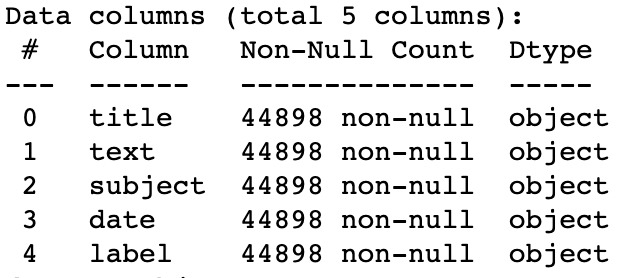 Data columns (total 5 columns):
# Column Non-Null Count Dtype
--- ------ -------------- -----
0 title 44898 non-null object
1 text 44898 non-null object
2 subject 44898 non-null object
3 date 44898 non-null object
4 label 44898 non-null object